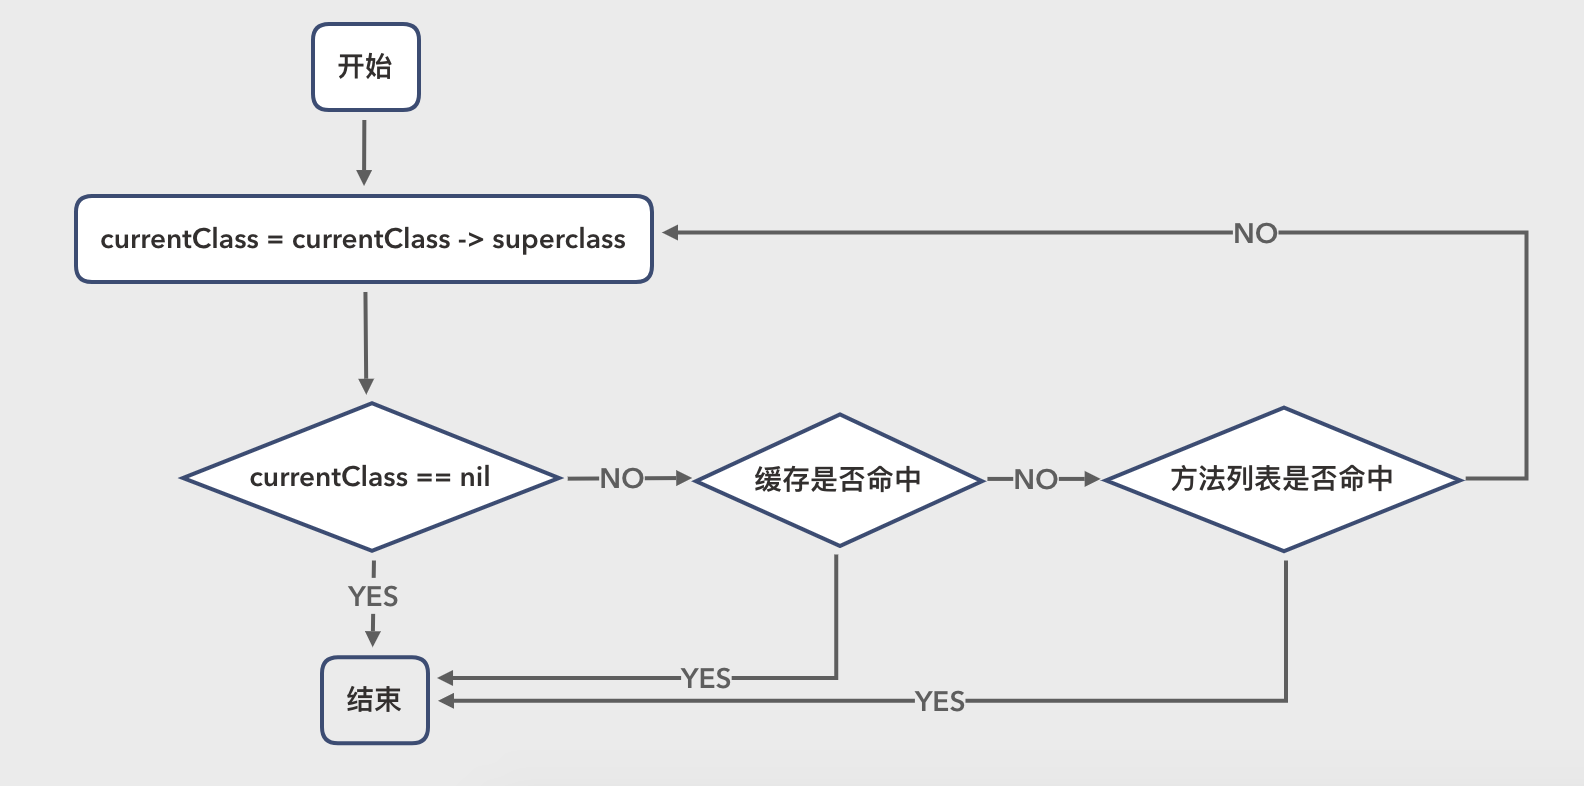 开始
currentClass = currentClass -> superclass
NO
currentClass == nil
NO
缓存是否命中
NO
方法列表是否命中
YES
YES
YES
结束